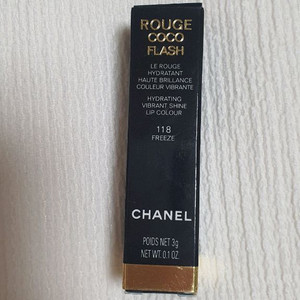 ROUGE
COCO
FLASH
LE ROUGE
HYDRATANT
HAUTE BRILLANCE
COULEUR VIBRANTE
HYDRATING
VIBRANT SHINE
LIP COLOUR
118
FREEZE
CHANEL
POIDS NET 3g
NET WT. 0.1 OZ.